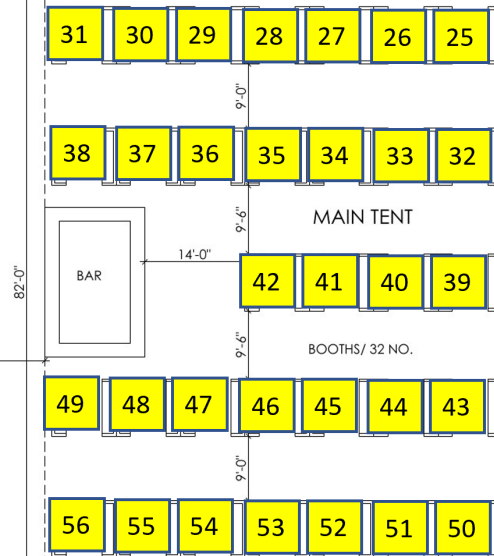 31 30 29 28 27 26 25
9'-0"
38 37 36 35 34 33 32
9'-6"
MAIN TENT
14'-0"
82'-0"
BAR
42 41 40 39
9'-6"
BOOTHS/ 32 NO.
49 48 47 46 45 44 43
9'-0"
56 55 54 53 52 51 50